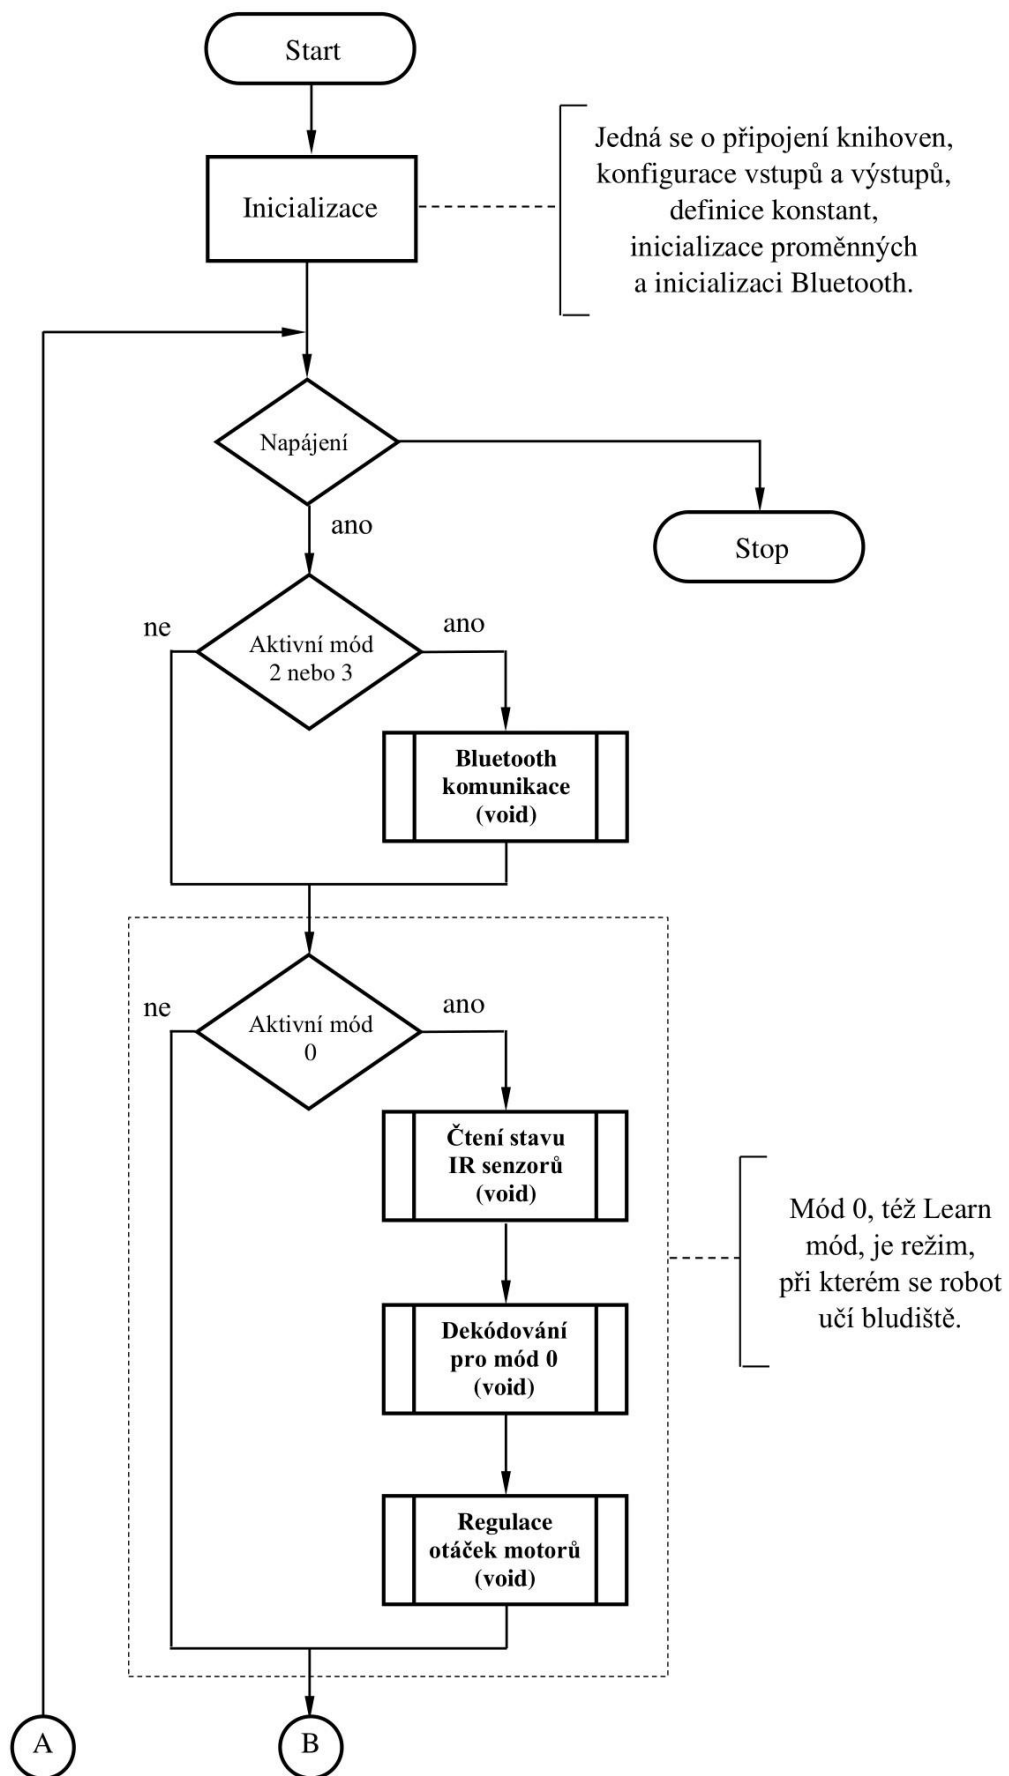 Start
Inicializace
Jedná se o připojení knihoven,
konfigurace vstupů a výstupů,
definice konstant,
inicializace proměnných
a inicializaci Bluetooth.
Napájení
ano
Stop
ne
Aktivní mód
2 nebo 3
ano
Bluetooth
komunikace
(void)
ne
Aktivní mód
0
ano
Čtení stavu
IR senzorů
(void)
Mód 0, též Learn
mód, je režim,
při kterém se robot
učí bludiště.
Dekódování
pro mód 0
(void)
Regulace
otáček motorů
(void)
A
B